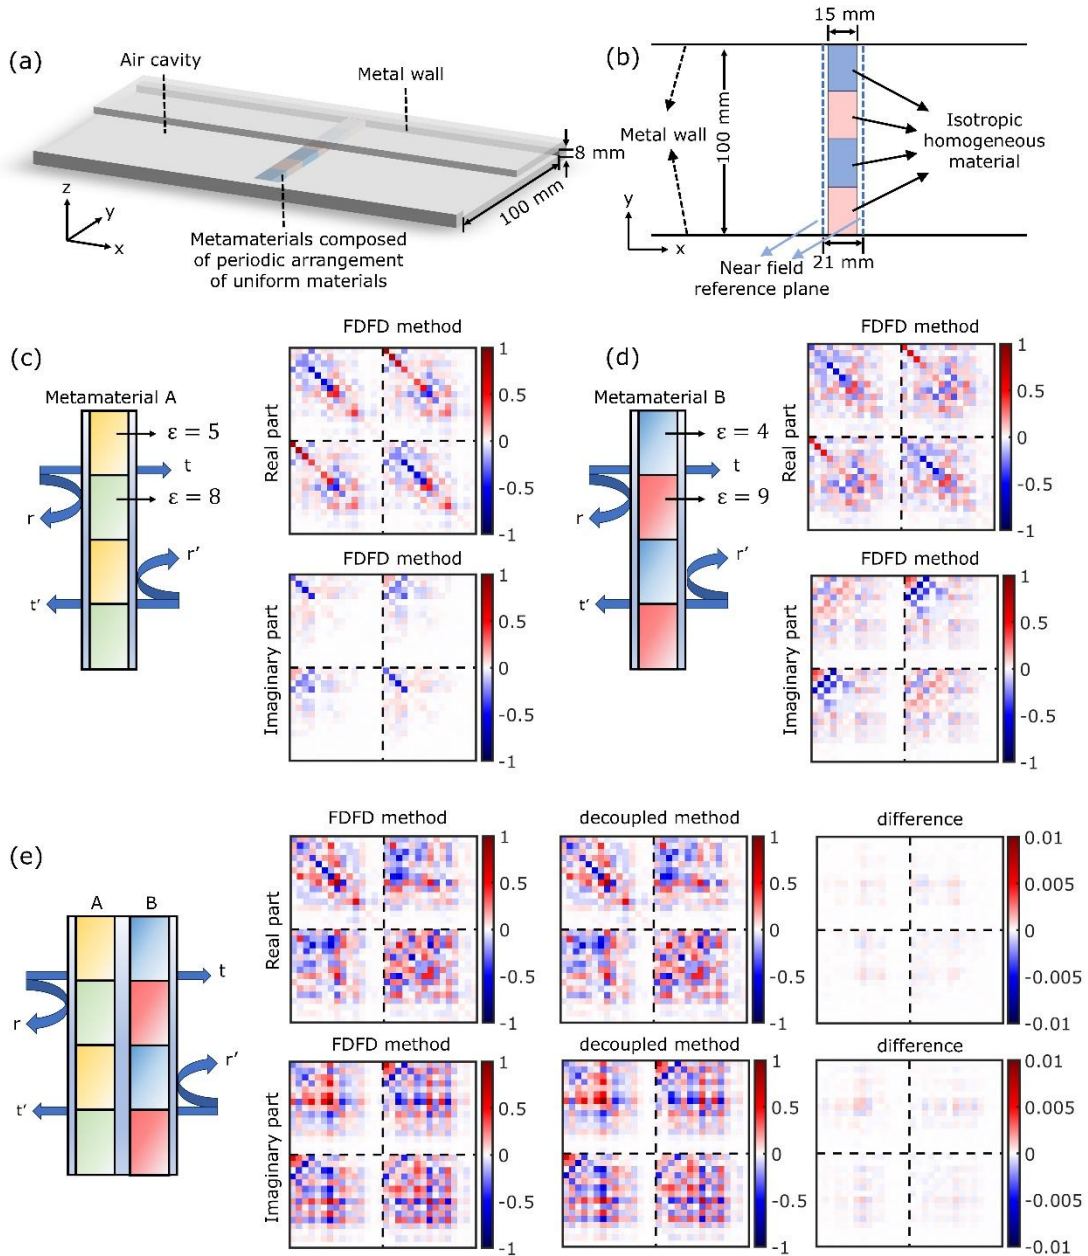 (a)
Air cavity
Metal wall
8 mm
100 mm
z
y
x
Metamaterials composed
of periodic arrangement
of uniform materials
(b)
15 mm
Metal wall
100 mm
Isotropic
homogeneous
material
y
x
Near field
reference plane
21 mm
(c)
Metamaterial A
ε = 5
t
ε = 8
r
r'
t'
FDFD method
Real part
1
0.5
0
-0.5
-1
FDFD method
Imaginary part
1
0.5
0
-0.5
-1
(d)
Metamaterial B
ε = 4
t
ε = 9
r
r'
t'
FDFD method
Real part
1
0.5
0
-0.5
-1
FDFD method
Imaginary part
1
0.5
0
-0.5
-1
(e)
A B
t
r
r'
t'
FDFD method
Real part
1
0.5
0
-0.5
-1
decoupled method
1
0.5
0
-0.5
-1
difference
0.01
0.005
0
-0.005
-0.01
FDFD method
Imaginary part
1
0.5
0
-0.5
-1
decoupled method
1
0.5
0
-0.5
-1
difference
0.01
0.005
0
-0.005
-0.01